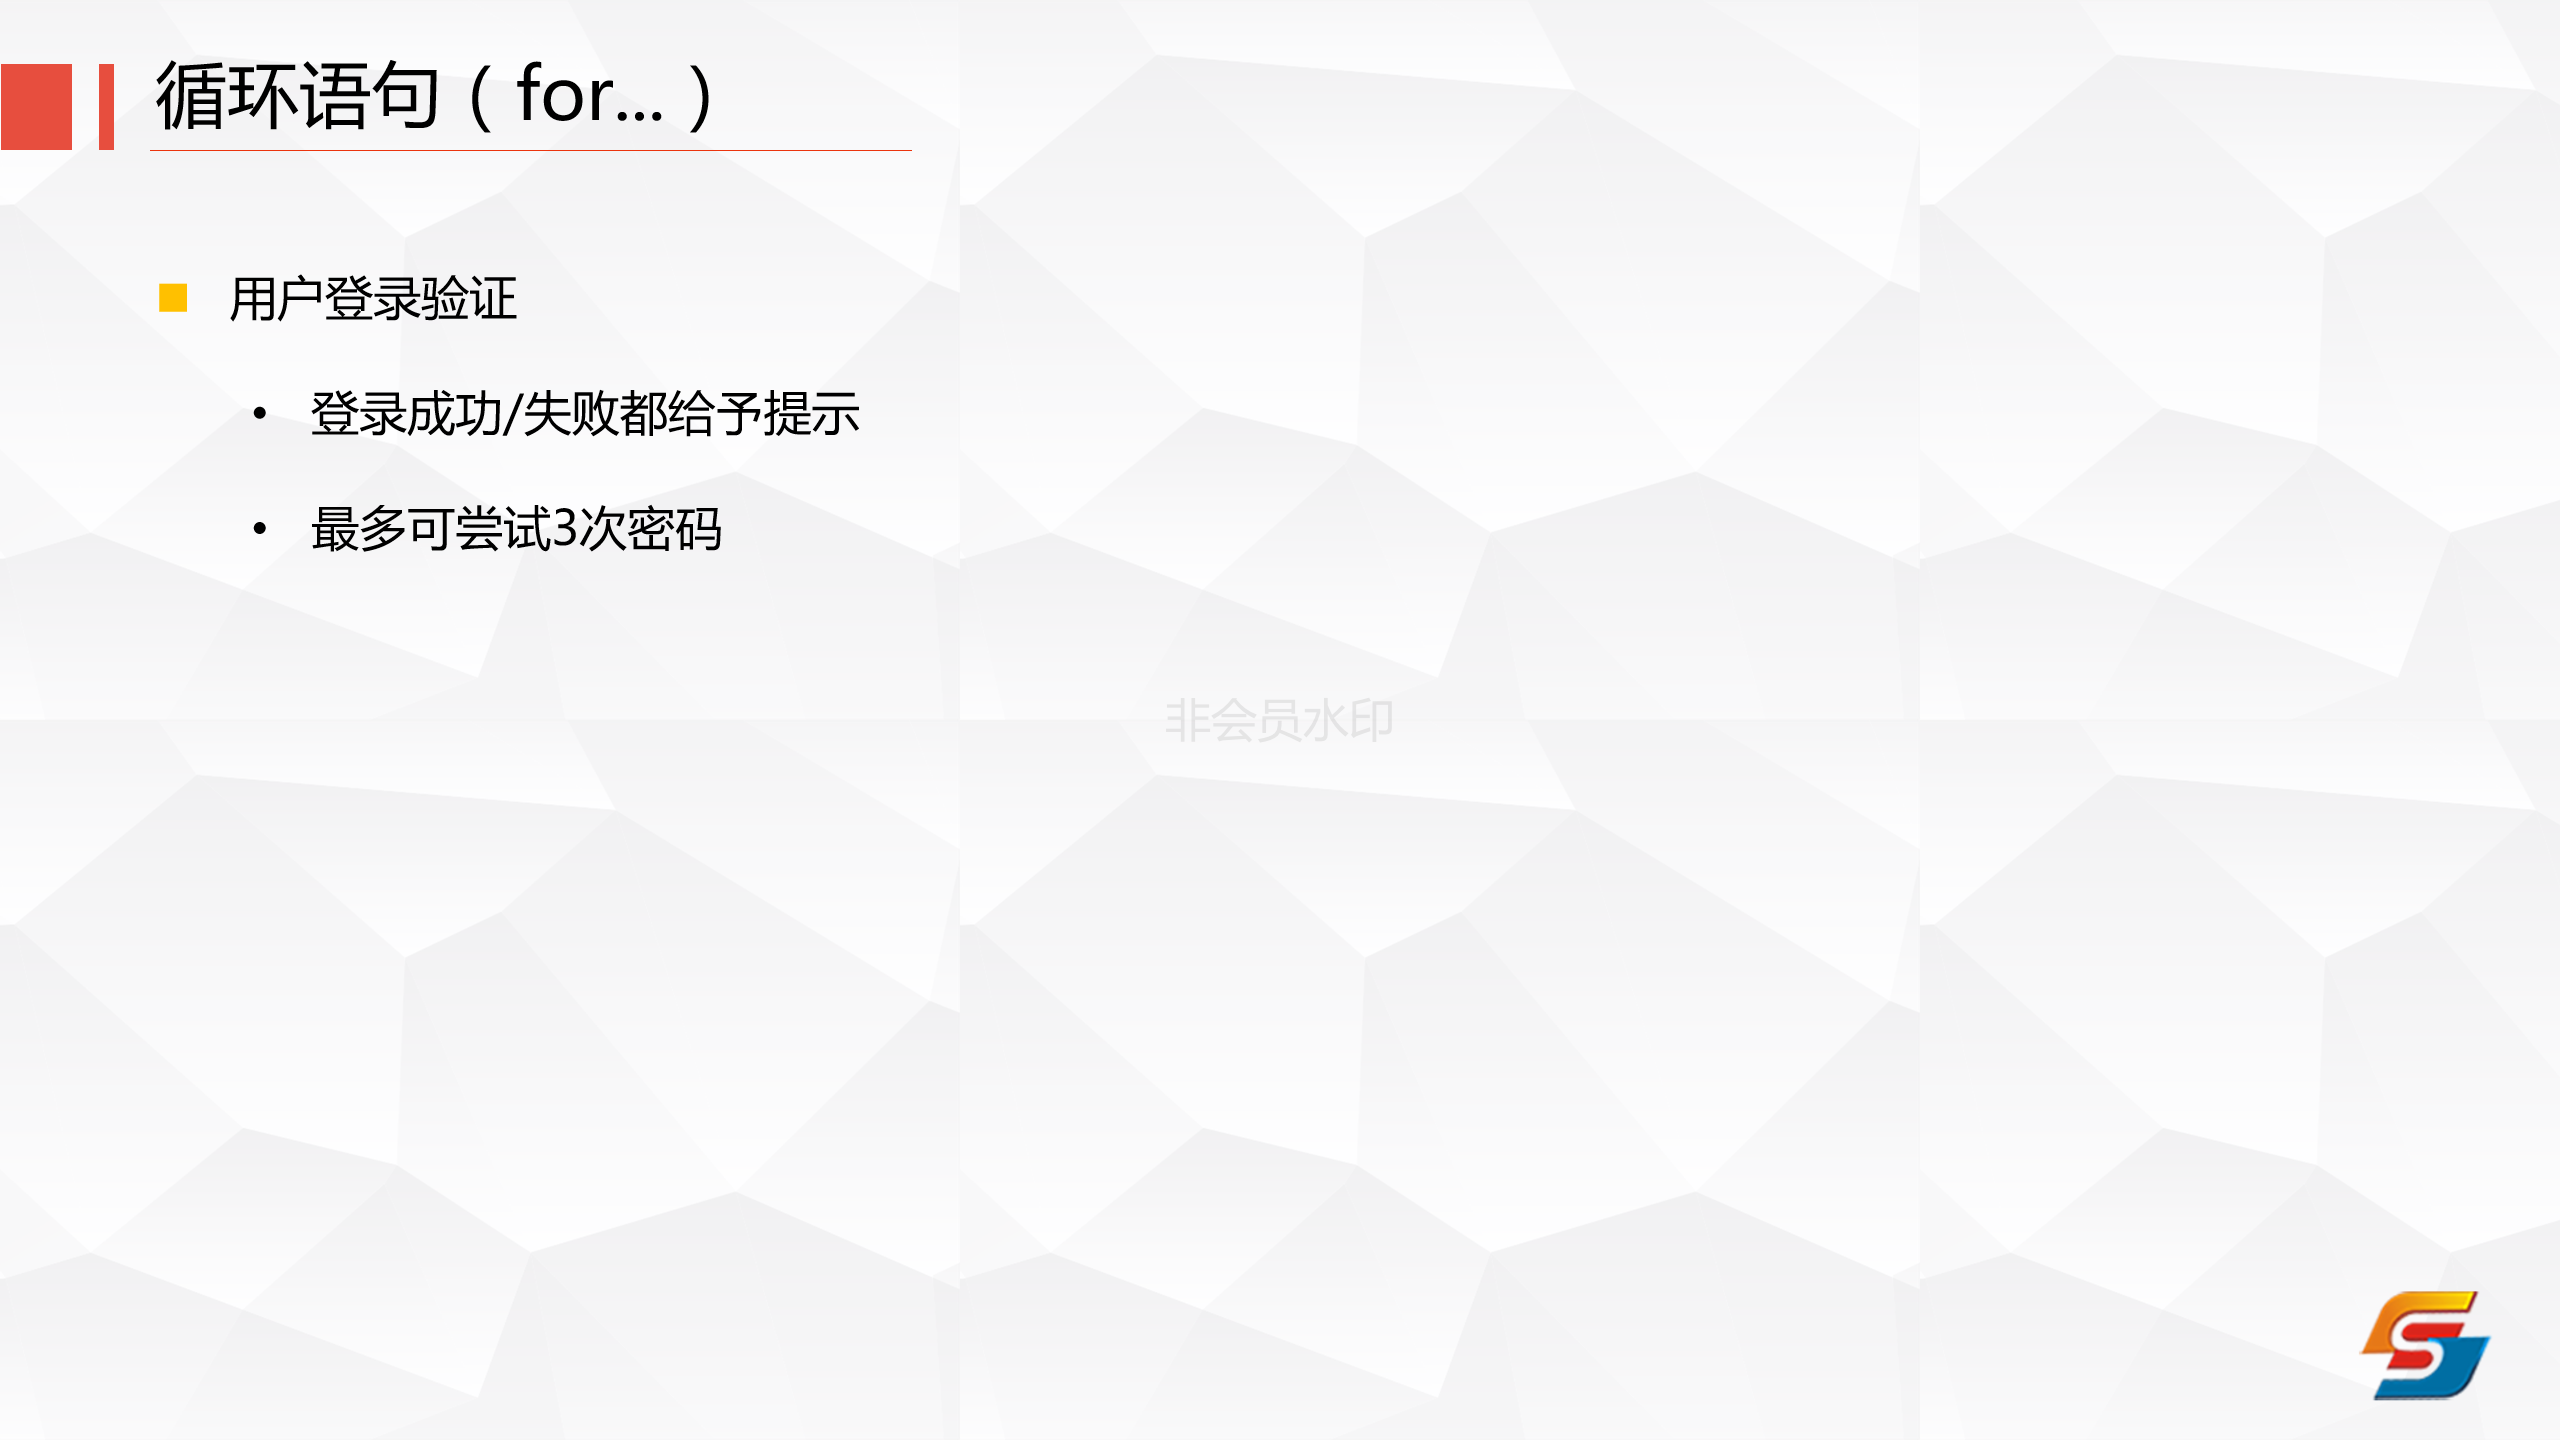 循环语句（for...）
用户登录验证
• 登录成功/失败都给予提示
• 最多可尝试3次密码
非会员水印